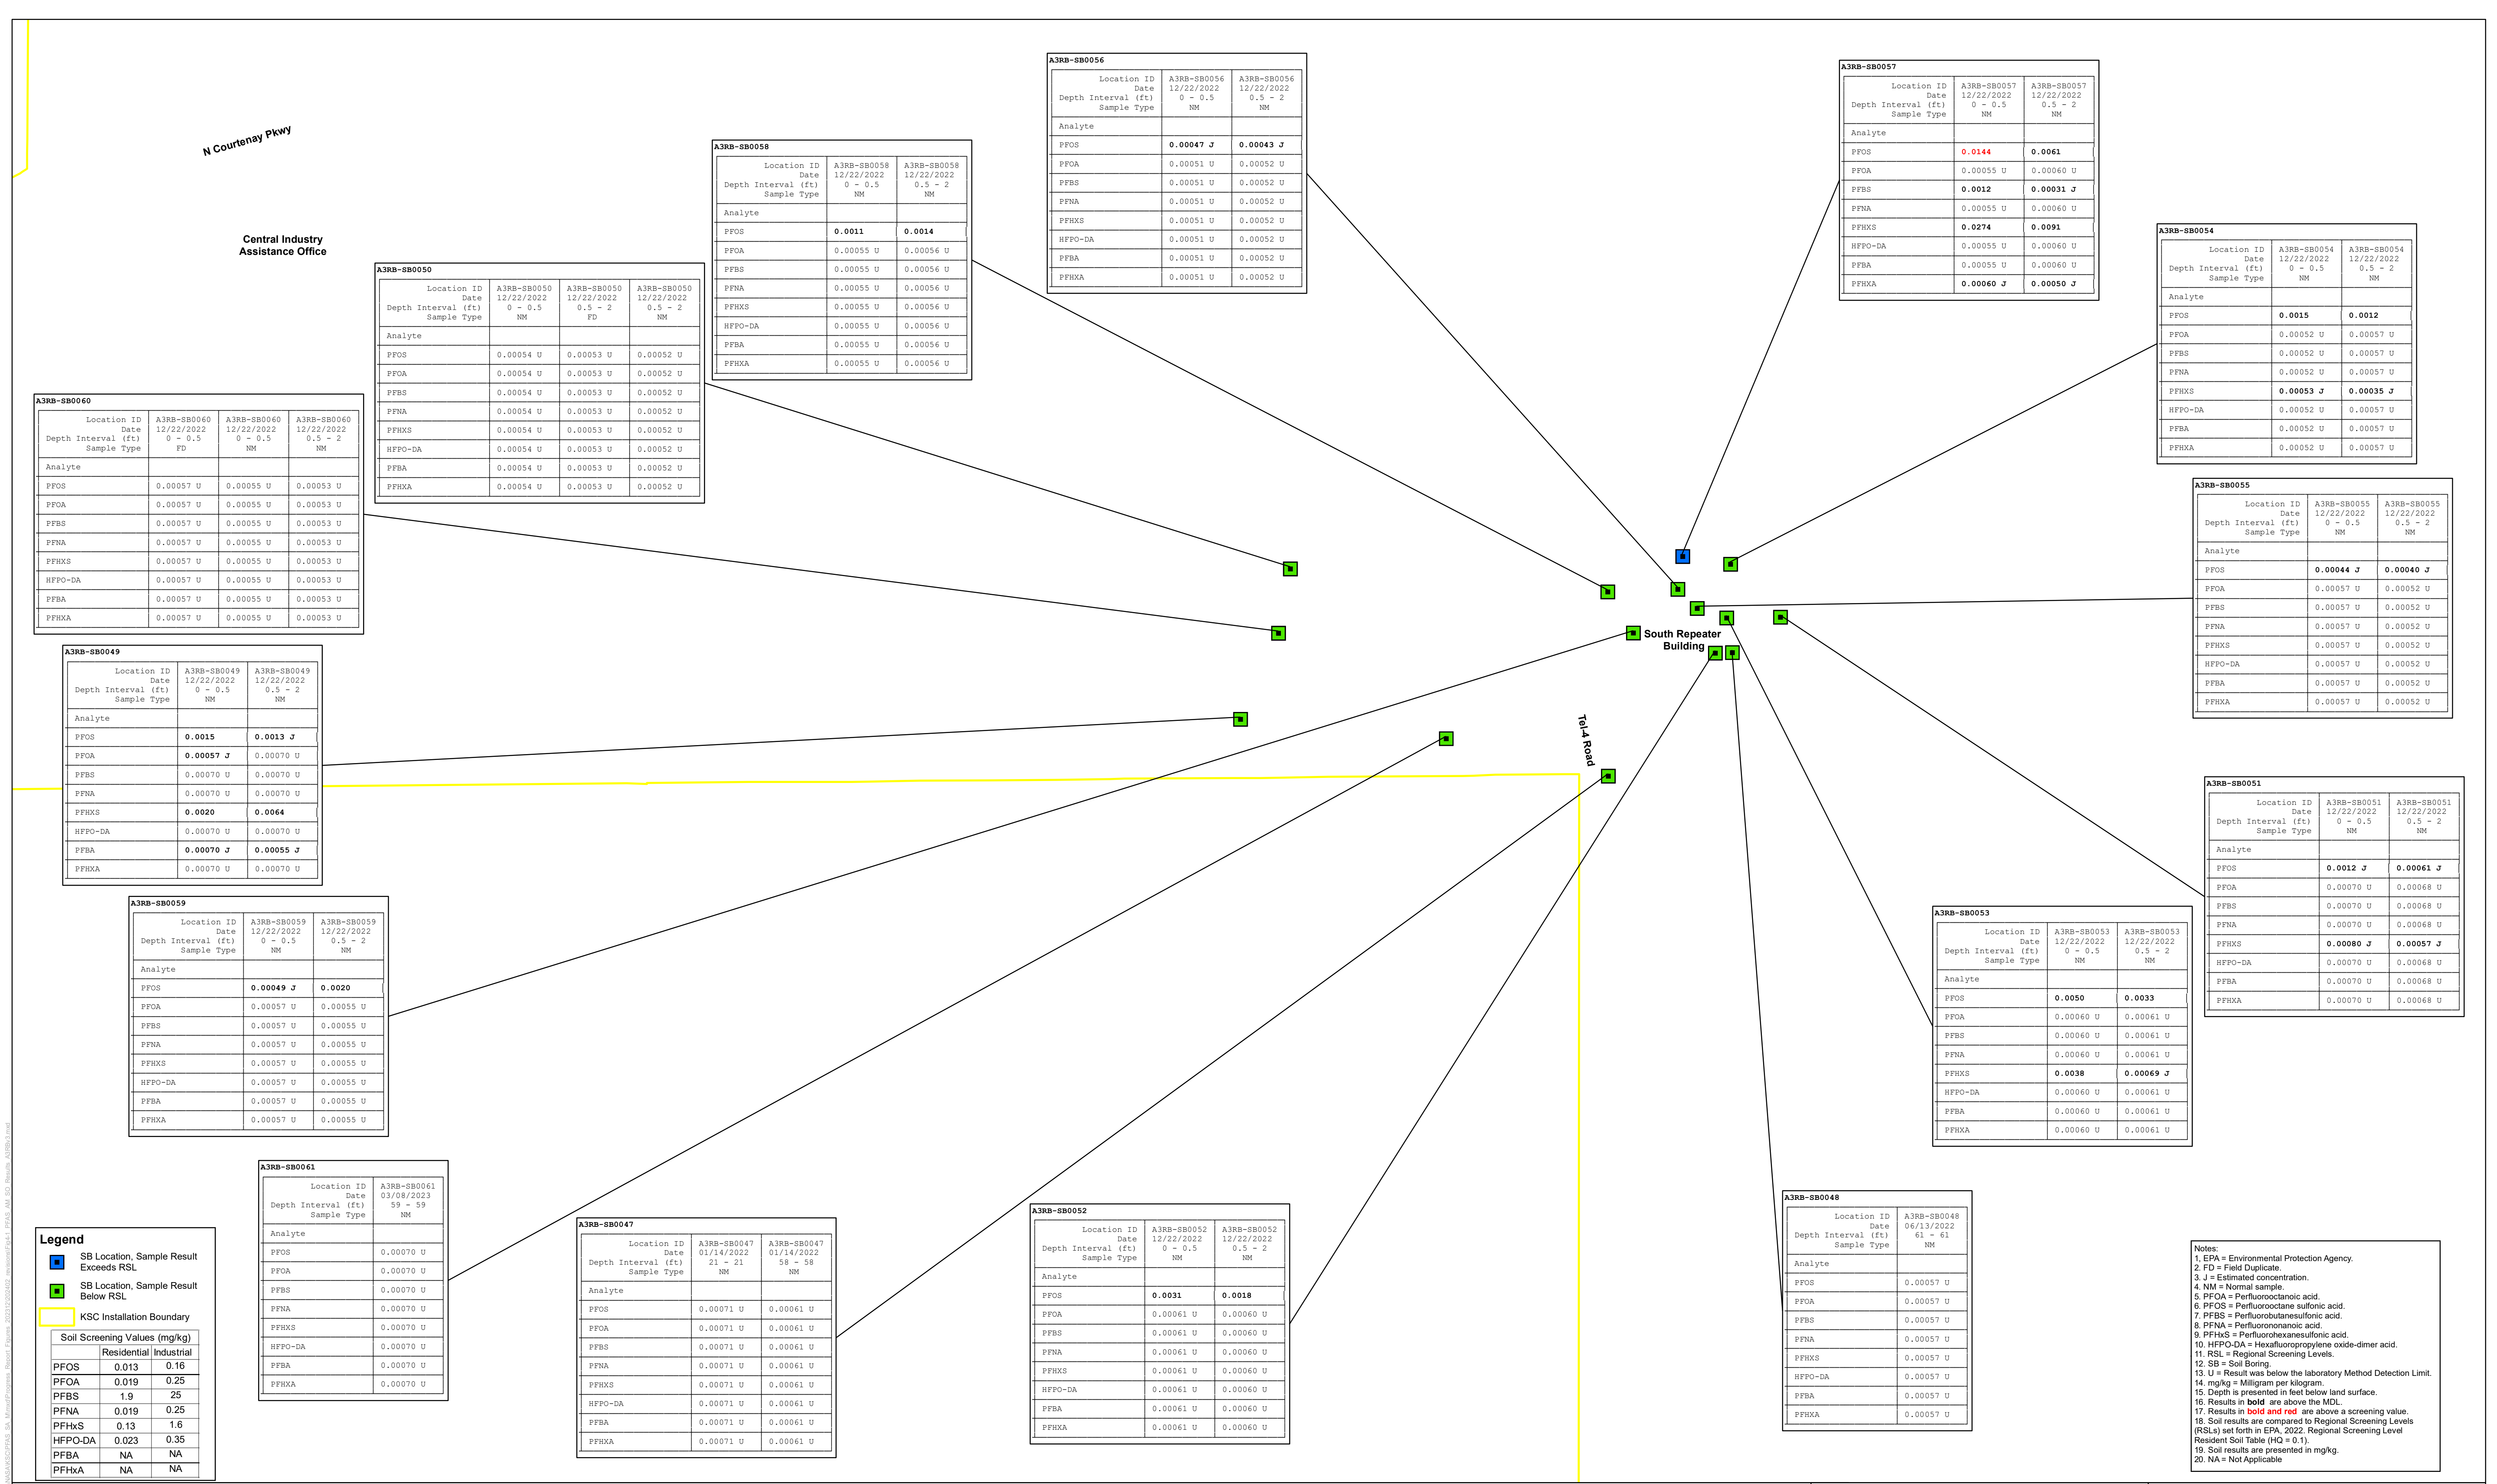 N Courtenay Pkwy
Central Industry
Assistance Office
South Repeater
Building
Tel-4 Road
A3RB-SB0056
Location ID A3RB-SB0056 A3RB-SB0056
Date 12/22/2022 12/22/2022
Depth Interval (ft) 0 - 0.5 0.5 - 2
Sample Type NM NM
Analyte
PFOS 0.00047 J 0.00043 J
PFOA 0.00051 U 0.00052 U
PFBS 0.00051 U 0.00052 U
PFNA 0.00051 U 0.00052 U
PFHXS 0.00051 U 0.00052 U
HFPO-DA 0.00051 U 0.00052 U
PFBA 0.00051 U 0.00052 U
PFHXA 0.00051 U 0.00052 U
A3RB-SB0057
Location ID A3RB-SB0057 A3RB-SB0057
Date 12/22/2022 12/22/2022
Depth Interval (ft) 0 - 0.5 0.5 - 2
Sample Type NM NM
Analyte
PFOS 0.0144 0.0061
PFOA 0.00055 U 0.00060 U
PFBS 0.0012 0.00031 J
PFNA 0.00055 U 0.00060 U
PFHXS 0.0274 0.0091
HFPO-DA 0.00055 U 0.00060 U
PFBA 0.00055 U 0.00060 U
PFHXA 0.00060 J 0.00050 J
A3RB-SB0058
Location ID A3RB-SB0058 A3RB-SB0058
Date 12/22/2022 12/22/2022
Depth Interval (ft) 0 - 0.5 0.5 - 2
Sample Type NM NM
Analyte
PFOS 0.0011 0.0014
PFOA 0.00055 U 0.00056 U
PFBS 0.00055 U 0.00056 U
PFNA 0.00055 U 0.00056 U
PFHXS 0.00055 U 0.00056 U
HFPO-DA 0.00055 U 0.00056 U
PFBA 0.00055 U 0.00056 U
PFHXA 0.00055 U 0.00056 U
A3RB-SB0054
Location ID A3RB-SB0054 A3RB-SB0054
Date 12/22/2022 12/22/2022
Depth Interval (ft) 0 - 0.5 0.5 - 2
Sample Type NM NM
Analyte
PFOS 0.0015 0.0012
PFOA 0.00052 U 0.00057 U
PFBS 0.00052 U 0.00057 U
PFNA 0.00052 U 0.00057 U
PFHXS 0.00053 J 0.00035 J
HFPO-DA 0.00052 U 0.00057 U
PFBA 0.00052 U 0.00057 U
PFHXA 0.00052 U 0.00057 U
A3RB-SB0050
Location ID A3RB-SB0050 A3RB-SB0050 A3RB-SB0050
Date 12/22/2022 12/22/2022 12/22/2022
Depth Interval (ft) 0 - 0.5 0.5 - 2 0.5 - 2
Sample Type NM FD NM
Analyte
PFOS 0.00054 U 0.00053 U 0.00052 U
PFOA 0.00054 U 0.00053 U 0.00052 U
PFBS 0.00054 U 0.00053 U 0.00052 U
PFNA 0.00054 U 0.00053 U 0.00052 U
PFHXS 0.00054 U 0.00053 U 0.00052 U
HFPO-DA 0.00054 U 0.00053 U 0.00052 U
PFBA 0.00054 U 0.00053 U 0.00052 U
PFHXA 0.00054 U 0.00053 U 0.00052 U
A3RB-SB0060
Location ID A3RB-SB0060 A3RB-SB0060 A3RB-SB0060
Date 12/22/2022 12/22/2022 12/22/2022
Depth Interval (ft) 0 - 0.5 0 - 0.5 0.5 - 2
Sample Type FD NM NM
Analyte
PFOS 0.00057 U 0.00055 U 0.00053 U
PFOA 0.00057 U 0.00055 U 0.00053 U
PFBS 0.00057 U 0.00055 U 0.00053 U
PFNA 0.00057 U 0.00055 U 0.00053 U
PFHXS 0.00057 U 0.00055 U 0.00053 U
HFPO-DA 0.00057 U 0.00055 U 0.00053 U
PFBA 0.00057 U 0.00055 U 0.00053 U
PFHXA 0.00057 U 0.00055 U 0.00053 U
A3RB-SB0055
Location ID A3RB-SB0055 A3RB-SB0055
Date 12/22/2022 12/22/2022
Depth Interval (ft) 0 - 0.5 0.5 - 2
Sample Type NM NM
Analyte
PFOS 0.00044 J 0.00040 J
PFOA 0.00057 U 0.00052 U
PFBS 0.00057 U 0.00052 U
PFNA 0.00057 U 0.00052 U
PFHXS 0.00057 U 0.00052 U
HFPO-DA 0.00057 U 0.00052 U
PFBA 0.00057 U 0.00052 U
PFHXA 0.00057 U 0.00052 U
A3RB-SB0049
Location ID A3RB-SB0049 A3RB-SB0049
Date 12/22/2022 12/22/2022
Depth Interval (ft) 0 - 0.5 0.5 - 2
Sample Type NM NM
Analyte
PFOS 0.0015 0.0013 J
PFOA 0.00057 J 0.00070 U
PFBS 0.00070 U 0.00070 U
PFNA 0.00070 U 0.00070 U
PFHXS 0.0020 0.0064
HFPO-DA 0.00070 U 0.00070 U
PFBA 0.00070 J 0.00055 J
PFHXA 0.00070 U 0.00070 U
A3RB-SB0051
Location ID A3RB-SB0051 A3RB-SB0051
Date 12/22/2022 12/22/2022
Depth Interval (ft) 0 - 0.5 0.5 - 2
Sample Type NM NM
Analyte
PFOS 0.0012 J 0.00061 J
PFOA 0.00070 U 0.00068 U
PFBS 0.00070 U 0.00068 U
PFNA 0.00070 U 0.00068 U
PFHXS 0.00080 J 0.00057 J
HFPO-DA 0.00070 U 0.00068 U
PFBA 0.00070 U 0.00068 U
PFHXA 0.00070 U 0.00068 U
A3RB-SB0059
Location ID A3RB-SB0059 A3RB-SB0059
Date 12/22/2022 12/22/2022
Depth Interval (ft) 0 - 0.5 0.5 - 2
Sample Type NM NM
Analyte
PFOS 0.00049 J 0.0020
PFOA 0.00057 U 0.00055 U
PFBS 0.00057 U 0.00055 U
PFNA 0.00057 U 0.00055 U
PFHXS 0.00057 U 0.00055 U
HFPO-DA 0.00057 U 0.00055 U
PFBA 0.00057 U 0.00055 U
PFHXA 0.00057 U 0.00055 U
A3RB-SB0053
Location ID A3RB-SB0053 A3RB-SB0053
Date 12/22/2022 12/22/2022
Depth Interval (ft) 0 - 0.5 0.5 - 2
Sample Type NM NM
Analyte
PFOS 0.0050 0.0033
PFOA 0.00060 U 0.00061 U
PFBS 0.00060 U 0.00061 U
PFNA 0.00060 U 0.00061 U
PFHXS 0.0038 0.00069 J
HFPO-DA 0.00060 U 0.00061 U
PFBA 0.00060 U 0.00061 U
PFHXA 0.00060 U 0.00061 U
A3RB-SB0061
Location ID A3RB-SB0061
Date 03/08/2023
Depth Interval (ft) 59 - 59
Sample Type NM
Analyte
PFOS 0.00070 U
PFOA 0.00070 U
PFBS 0.00070 U
PFNA 0.00070 U
PFHXS 0.00070 U
HFPO-DA 0.00070 U
PFBA 0.00070 U
PFHXA 0.00070 U
A3RB-SB0047
Location ID A3RB-SB0047 A3RB-SB0047
Date 01/14/2022 01/14/2022
Depth Interval (ft) 21 - 21 58 - 58
Sample Type NM NM
Analyte
PFOS 0.00071 U 0.00061 U
PFOA 0.00071 U 0.00061 U
PFBS 0.00071 U 0.00061 U
PFNA 0.00071 U 0.00061 U
PFHXS 0.00071 U 0.00061 U
HFPO-DA 0.00071 U 0.00061 U
PFBA 0.00071 U 0.00061 U
PFHXA 0.00071 U 0.00061 U
A3RB-SB0052
Location ID A3RB-SB0052 A3RB-SB0052
Date 12/22/2022 12/22/2022
Depth Interval (ft) 0 - 0.5 0.5 - 2
Sample Type NM NM
Analyte
PFOS 0.0031 0.0018
PFOA 0.00061 U 0.00060 U
PFBS 0.00061 U 0.00060 U
PFNA 0.00061 U 0.00060 U
PFHXS 0.00061 U 0.00060 U
HFPO-DA 0.00061 U 0.00060 U
PFBA 0.00061 U 0.00060 U
PFHXA 0.00061 U 0.00060 U
A3RB-SB0048
Location ID A3RB-SB0048
Date 06/13/2022
Depth Interval (ft) 61 - 61
Sample Type NM
Analyte
PFOS 0.00057 U
PFOA 0.00057 U
PFBS 0.00057 U
PFNA 0.00057 U
PFHXS 0.00057 U
HFPO-DA 0.00057 U
PFBA 0.00057 U
PFHXA 0.00057 U
Legend
SB Location, Sample Result
Exceeds RSL
SB Location, Sample Result
Below RSL
KSC Installation Boundary
Soil Screening Values (mg/kg)
Residential Industrial
PFOS 0.013 0.16
PFOA 0.019 0.25
PFBS 1.9 25
PFNA 0.019 0.25
PFHxS 0.13 1.6
HFPO-DA 0.023 0.35
PFBA NA NA
PFHxA NA NA
Notes:
1, EPA = Environmental Protection Agency.
2. FD = Field Duplicate.
3. J = Estimated concentration.
4. NM = Normal sample.
5. PFOA = Perfluorooctanoic acid.
6. PFOS = Perfluorooctane sulfonic acid.
7. PFBS = Perfluorobutanesulfonic acid.
8. PFNA = Perfluorononanoic acid.
9. PFHxS = Perfluorohexanesulfonic acid.
10. HFPO-DA = Hexafluoropropylene oxide-dimer acid.
11. RSL = Regional Screening Levels.
12. SB = Soil Boring.
13. U = Result was below the laboratory Method Detection Limit.
14. mg/kg = Milligram per kilogram.
15. Depth is presented in feet below land surface.
16. Results in bold are above the MDL.
17. Results in bold and red are above a screening value.
18. Soil results are compared to Regional Screening Levels
(RSLs) set forth in EPA, 2022. Regional Screening Level
Resident Soil Table (HQ = 0.1).
19. Soil results are presented in mg/kg.
20. NA = Not Applicable